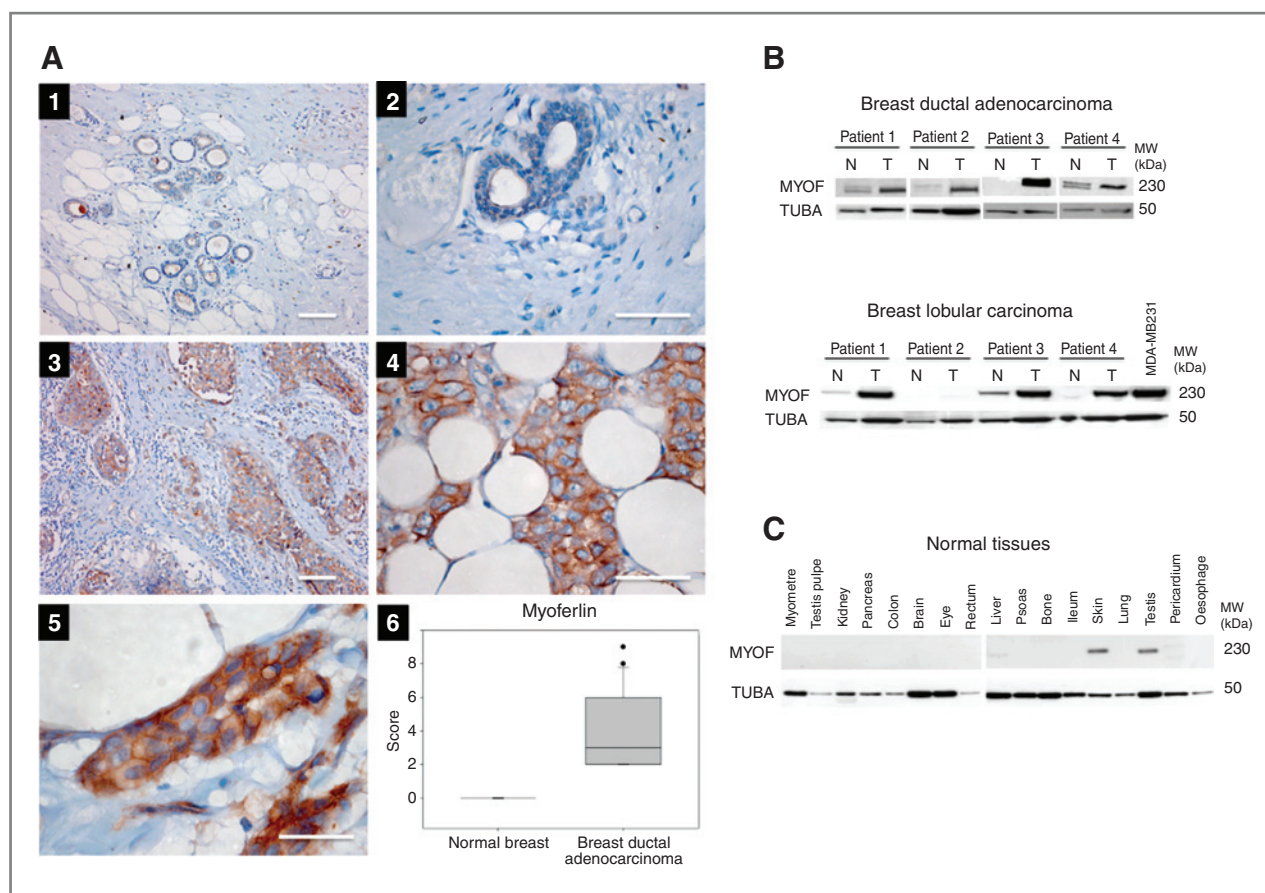 A
1
2
3
4
5
6
Myoferlin
Score
8
6
4
2
0
Normal breast
Breast ductal
adenocarcinoma
B
Breast ductal adenocarcinoma
Patient 1 Patient 2 Patient 3 Patient 4
MW
(kDa)
N T N T N T N T
MYOF 230
TUBA 50
Breast lobular carcinoma
MDA-MB231
Patient 1 Patient 2 Patient 3 Patient 4
MW
(kDa)
N T N T N T N T
MYOF 230
TUBA 50
C
Normal tissues
Myometre
Testis pulpe
Kidney
Pancreas
Colon
Brain
Eye
Rectum
Liver
Psoas
Bone
Ileum
Skin
Lung
Testis
Pericardium
Oesophage
MW
(kDa)
MYOF 230
TUBA 50